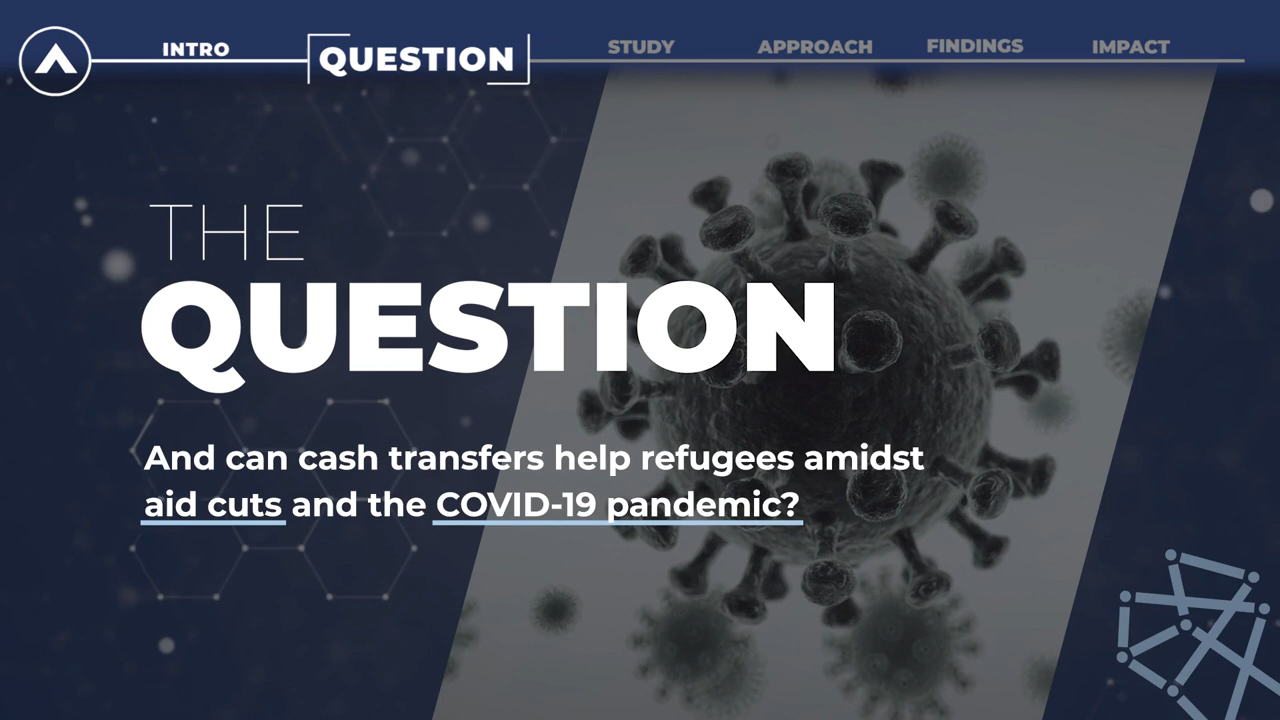 INTRO
QUESTION
STUDY
APPROACH
FINDINGS
IMPACT
THE
QUESTION
And can cash transfers help refugees amidst
aid cuts and the COVID-19 pandemic?